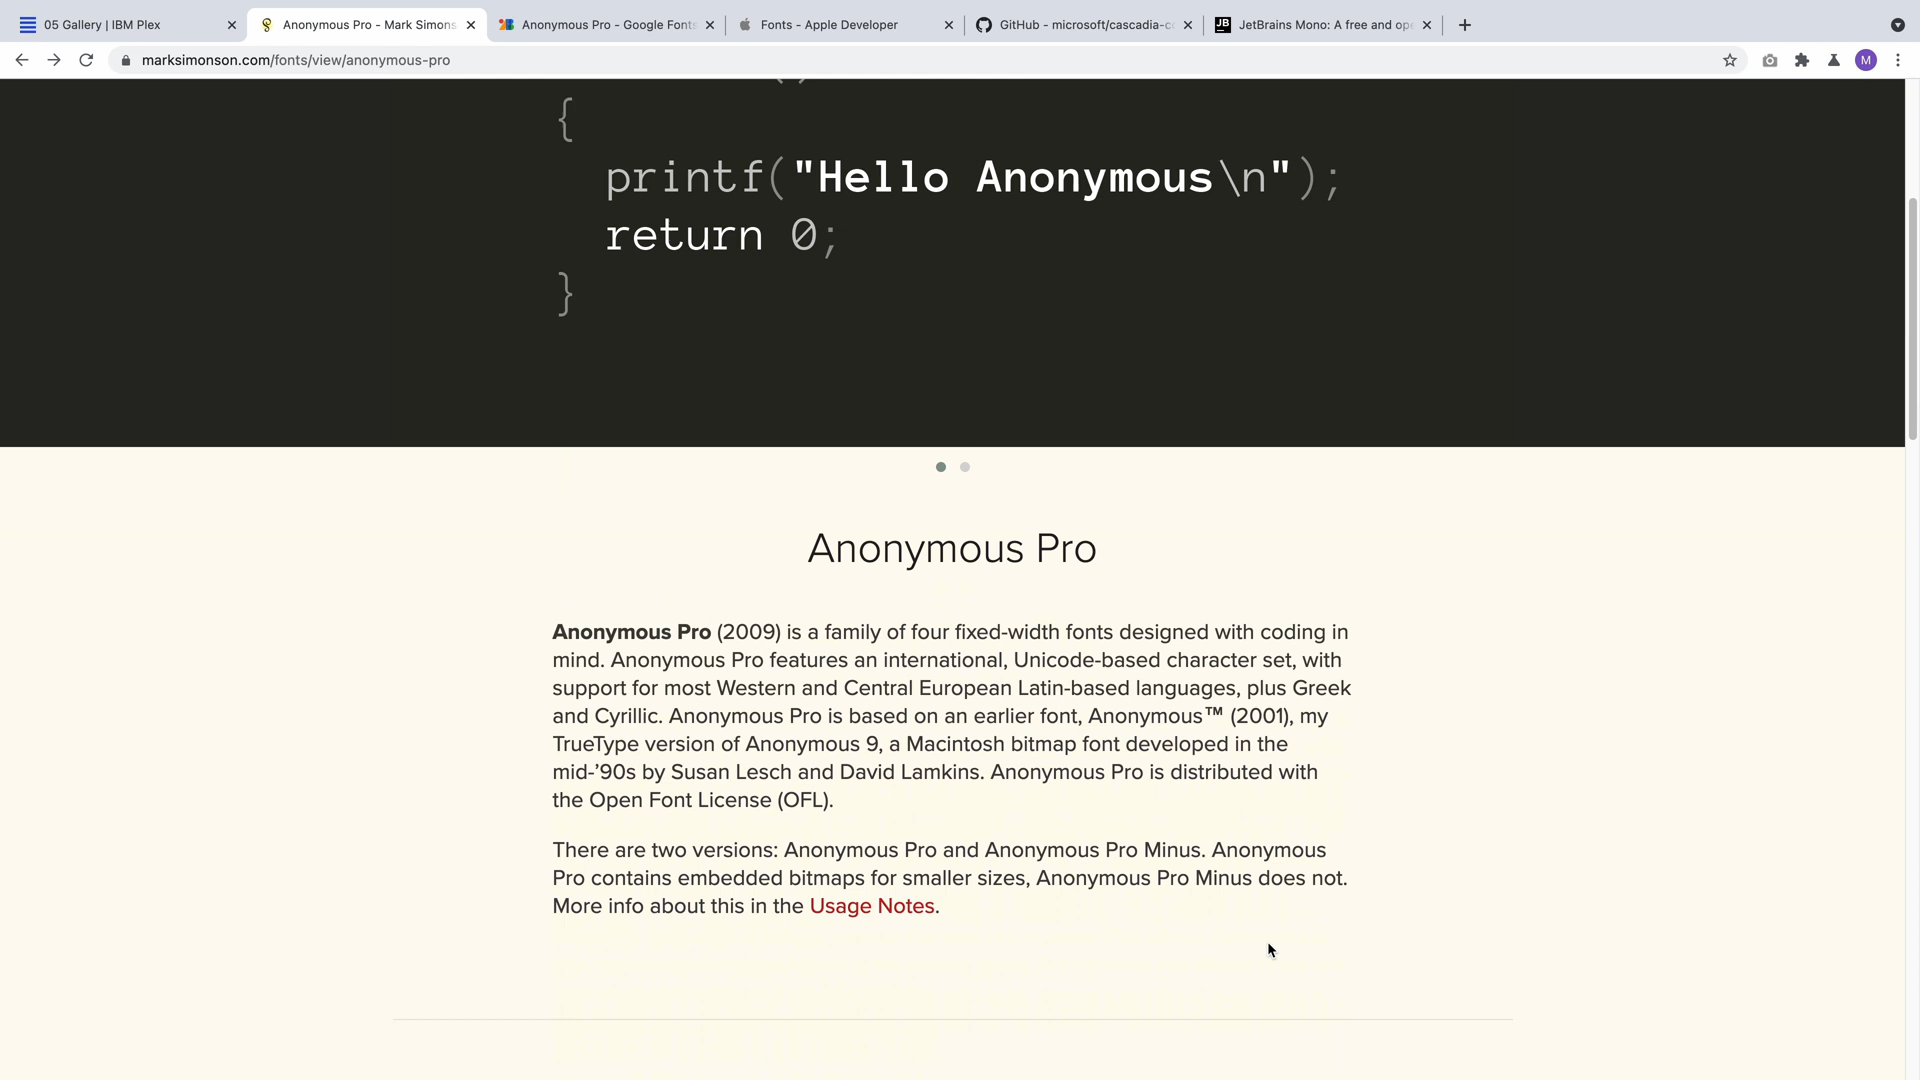 05 Gallery | IBM Plex
Anonymous Pro - Mark Simons
Anonymous Pro - Google Fonts
Fonts - Apple Developer
GitHub - microsoft/cascadia-co
JB
JetBrains Mono: A free and ope
marksimonson.com/fonts/view/anonymous-pro
M
{
printf("Hello Anonymous\n");
return 0;
}
Anonymous Pro
Anonymous Pro (2009) is a family of four fixed-width fonts designed with coding in
mind. Anonymous Pro features an international, Unicode-based character set, with
support for most Western and Central European Latin-based languages, plus Greek
and Cyrillic. Anonymous Pro is based on an earlier font, Anonymous™ (2001), my
TrueType version of Anonymous 9, a Macintosh bitmap font developed in the
mid-’90s by Susan Lesch and David Lamkins. Anonymous Pro is distributed with
the Open Font License (OFL).
There are two versions: Anonymous Pro and Anonymous Pro Minus. Anonymous
Pro contains embedded bitmaps for smaller sizes, Anonymous Pro Minus does not.
More info about this in the Usage Notes.